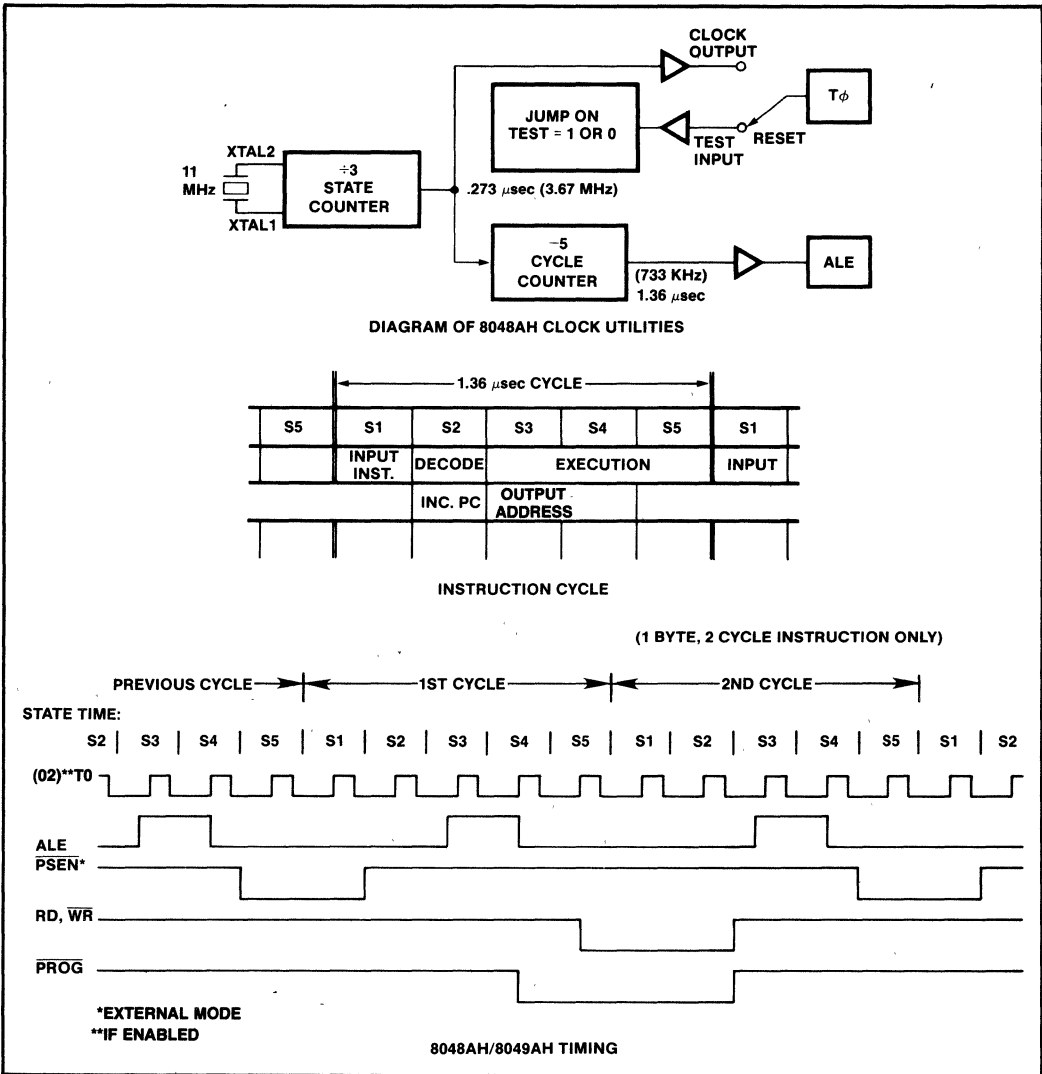 CLOCK
OUTPUT
Tϕ
JUMP ON
TEST = 1 OR 0
TEST
INPUT
RESET
XTAL2
11
MHz
XTAL1
÷3
STATE
COUNTER
.273 μsec (3.67 MHz)
−5
CYCLE
COUNTER
(733 KHz)
1.36 μsec
ALE
DIAGRAM OF 8048AH CLOCK UTILITIES
1.36 μsec CYCLE
S5 S1 S2 S3 S4 S5 S1
INPUT INST. DECODE EXECUTION INPUT
INC. PC OUTPUT ADDRESS
INSTRUCTION CYCLE
(1 BYTE, 2 CYCLE INSTRUCTION ONLY)
PREVIOUS CYCLE 1ST CYCLE 2ND CYCLE
STATE TIME:
S2 | S3 | S4 | S5 | S1 | S2 | S3 | S4 | S5 | S1 | S2 | S3 | S4 | S5 | S1 | S2
(02)**T0
ALE
PSEN*
RD, WR
PROG
*EXTERNAL MODE
**IF ENABLED
8048AH/8049AH TIMING